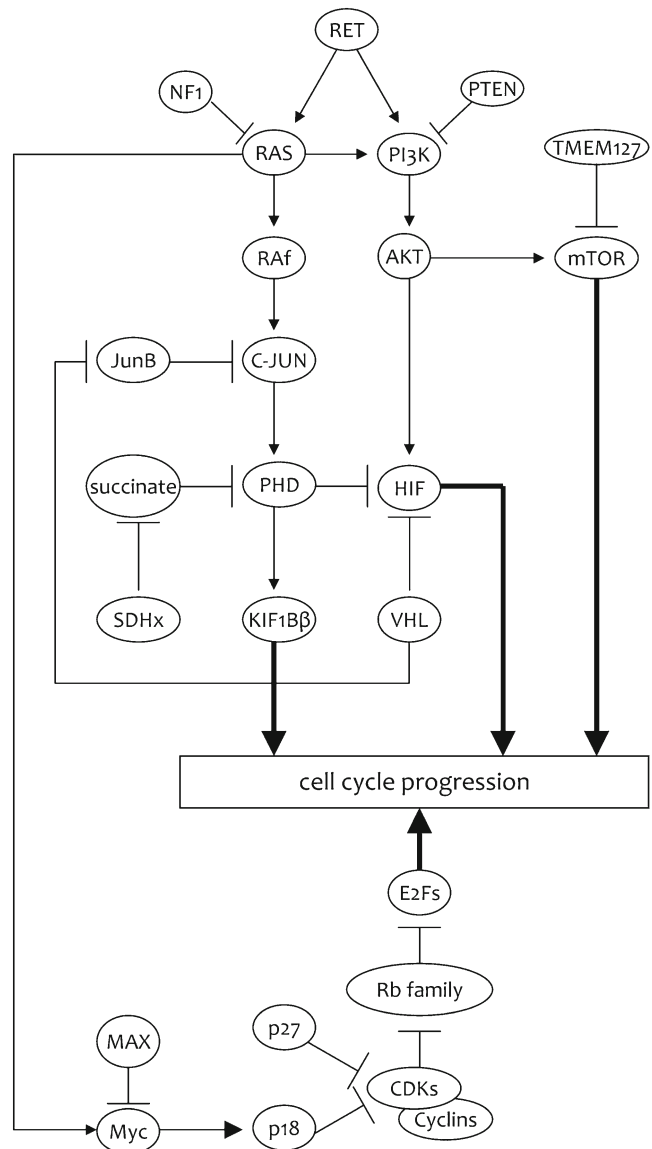 RET
NF1
PTEN
RAS
PI3K
TMEM127
RAf
AKT
mTOR
JunB
C-JUN
succinate
PHD
HIF
SDHx
KIF1Bβ
VHL
cell cycle progression
E2Fs
Rb family
p27
MAX
CDKs
Cyclins
Myc
p18